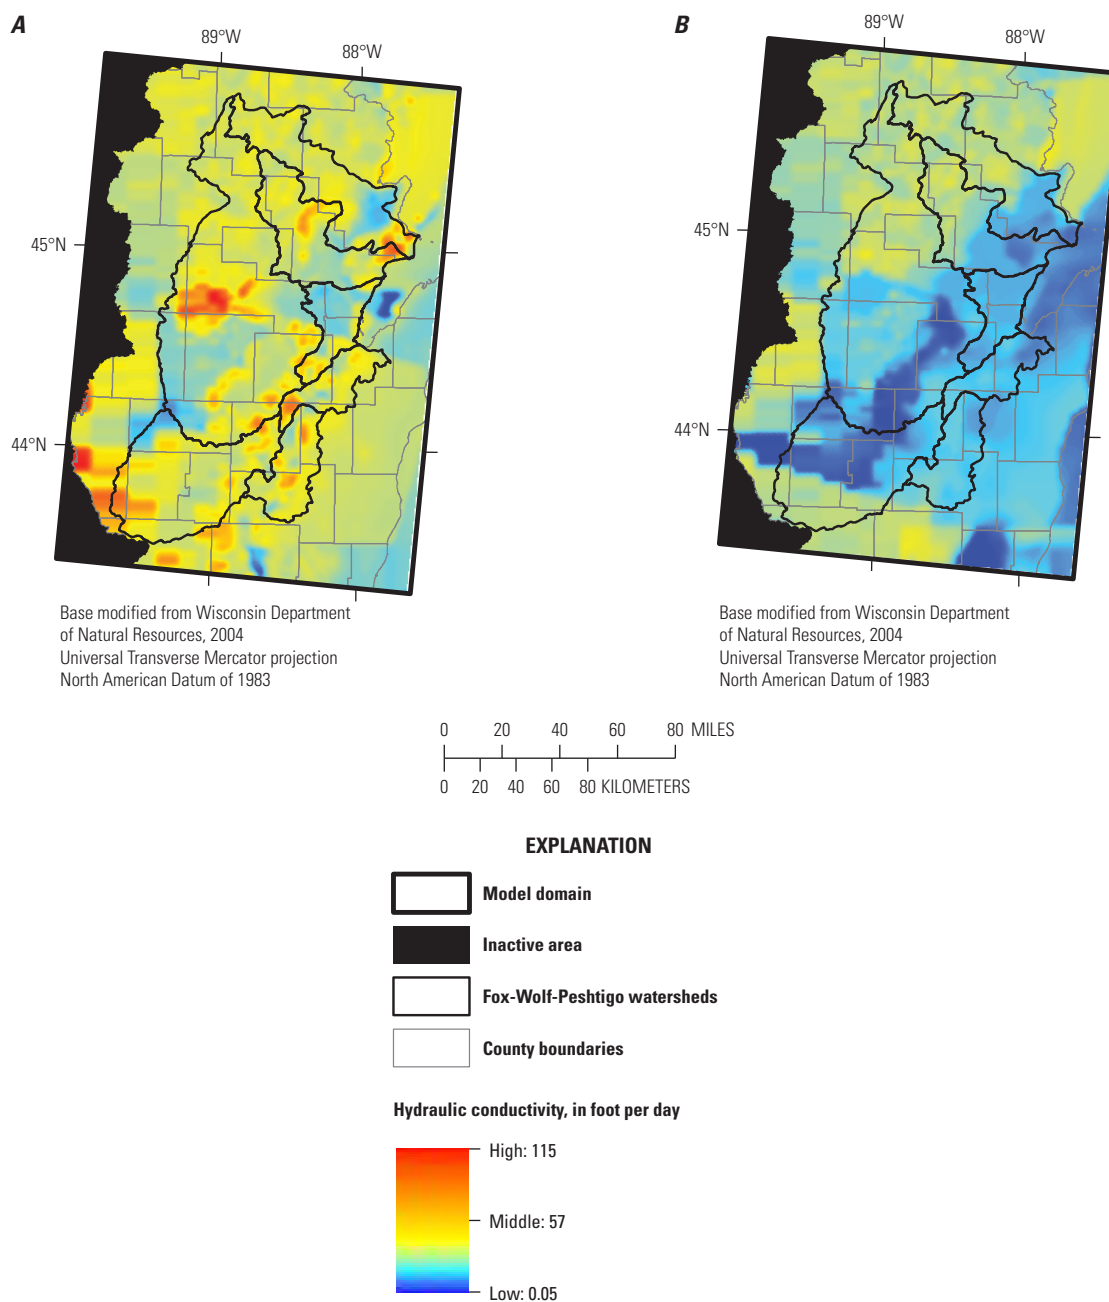 A
89°W
88°W
45°N
44°N
Base modified from Wisconsin Department
of Natural Resources, 2004
Universal Transverse Mercator projection
North American Datum of 1983
B
89°W
88°W
45°N
44°N
Base modified from Wisconsin Department
of Natural Resources, 2004
Universal Transverse Mercator projection
North American Datum of 1983
0 20 40 60 80 MILES
0 20 40 60 80 KILOMETERS
EXPLANATION
Model domain
Inactive area
Fox-Wolf-Peshtigo watersheds
County boundaries
Hydraulic conductivity, in foot per day
High: 115
Middle: 57
Low: 0.05